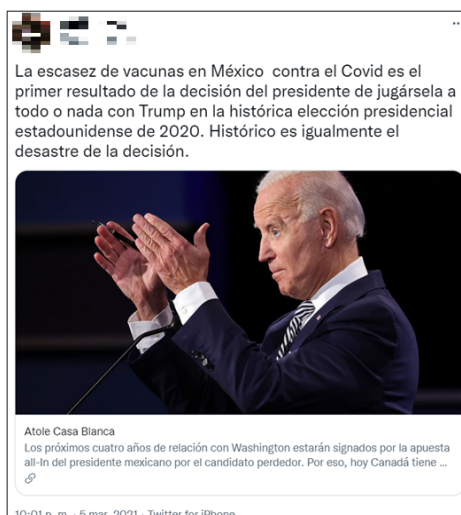 La escasez de vacunas en México contra el Covid es el
primer resultado de la decisión del presidente de jugársela a
todo o nada con Trump en la histórica elección presidencial
estadounidense de 2020. Histórico es igualmente el
desastre de la decisión.
Atole Casa Blanca
Los próximos cuatro años de relación con Washington estarán signados por la apuesta
all-In del presidente mexicano por el candidato perdedor. Por eso, hoy Canadá tiene ...
10:01 p. m. · 5 mar. 2021 · Twitter for iPhone